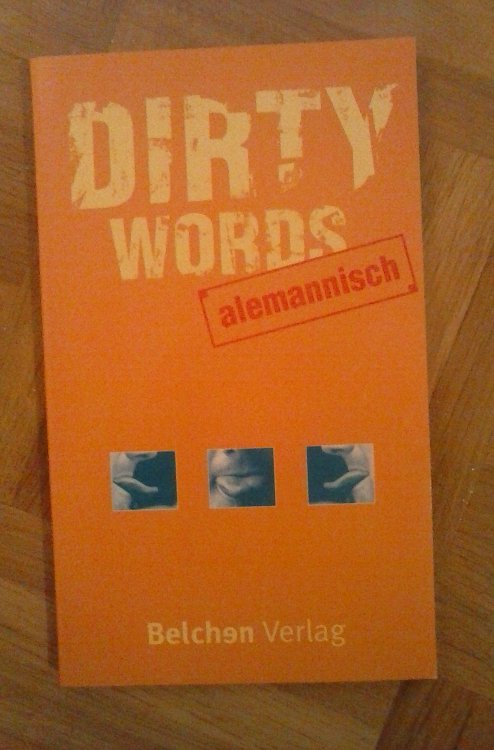 DIRTY
WORDS
alemannisch
Belchen Verlag